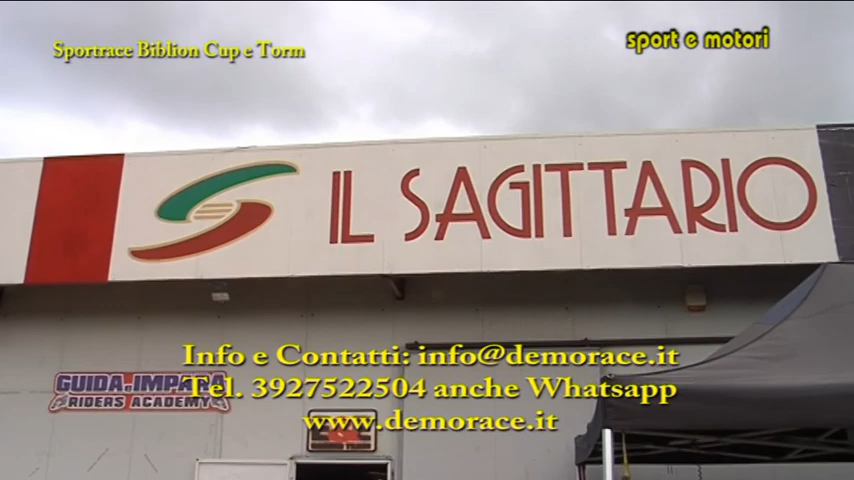 Sportrace Biblion Cup e Torm
sport e motori
IL SAGITTARIO
Info e Contatti: info@demorace.it
GUIDA e IMPARA
RIDERS ACADEMY
Tel. 3927522504 anche Whatsapp
www.demorace.it